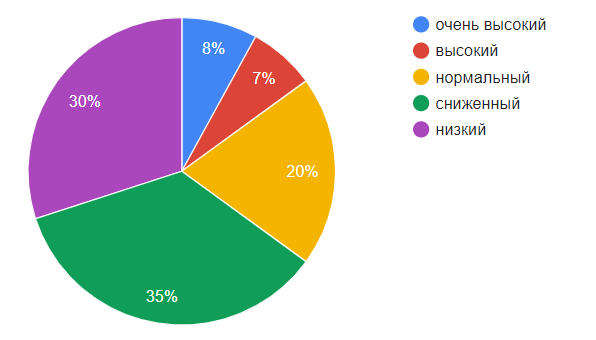 8%
7%
20%
35%
30%
очень высокий
высокий
нормальный
сниженный
низкий